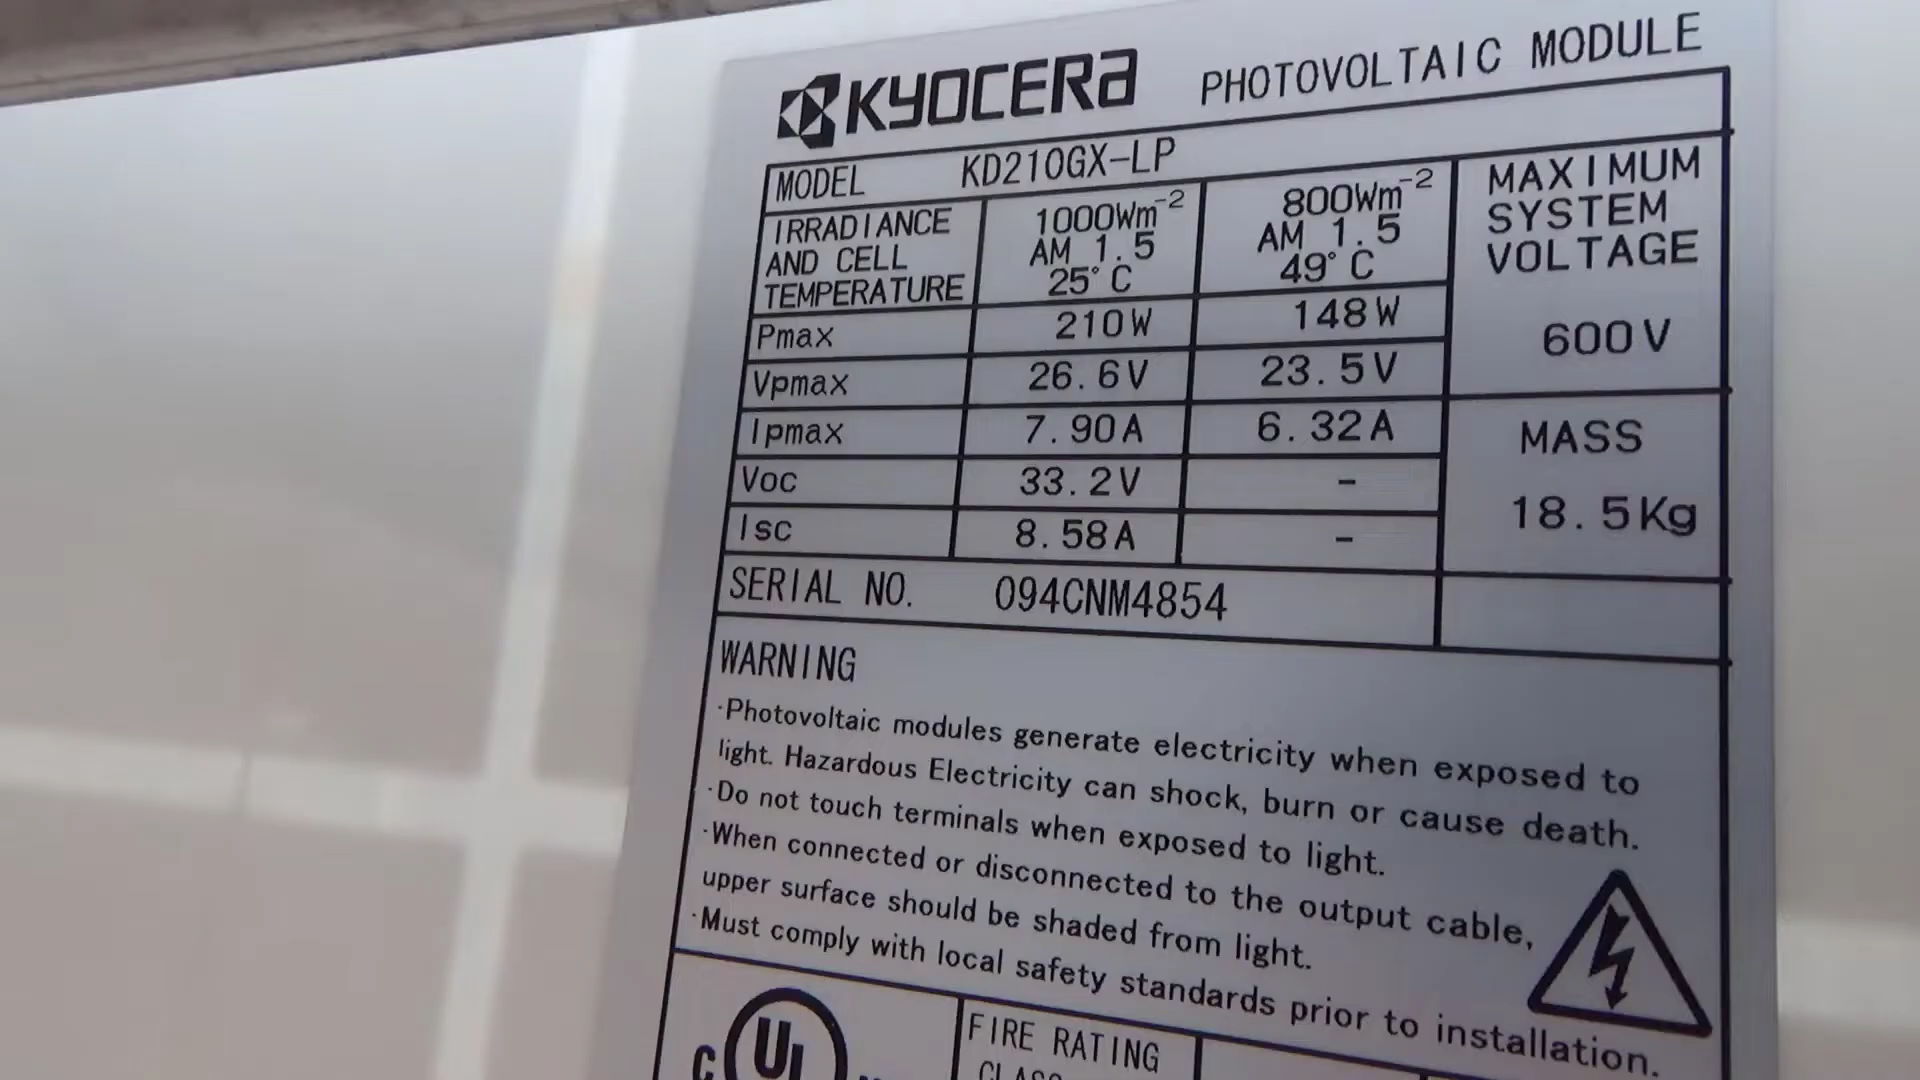 KYOCERA PHOTOVOLTAIC MODULE
MODEL KD210GX-LP
IRRADIANCE AND CELL TEMPERATURE 1000Wm⁻² AM 1.5 25°C 800Wm⁻² AM 1.5 49°C
MAXIMUM SYSTEM VOLTAGE
600V
Pmax 210W 148W
Vpmax 26.6V 23.5V
Ipmax 7.90A 6.32A
MASS
18.5Kg
Voc 33.2V -
Isc 8.58A -
SERIAL NO. 094CNM4854
WARNING
·Photovoltaic modules generate electricity when exposed to
light. Hazardous Electricity can shock, burn or cause death.
·Do not touch terminals when exposed to light.
·When connected or disconnected to the output cable,
upper surface should be shaded from light.
·Must comply with local safety standards prior to installation.
C UL
FIRE RATING
CLASS